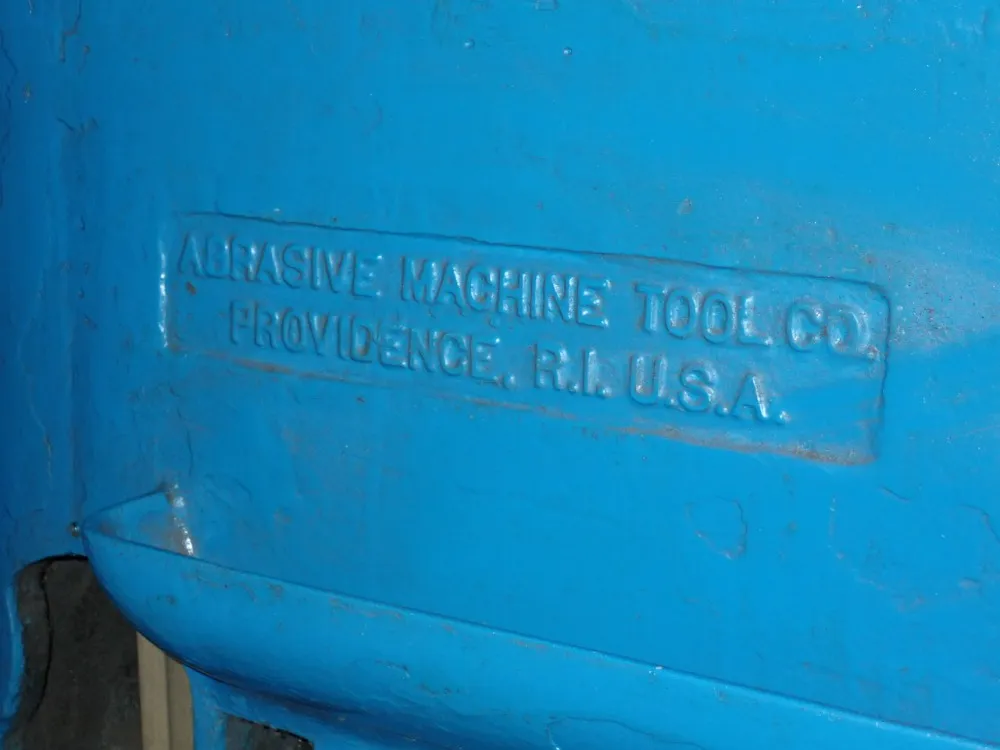 ABRASIVE MACHINE TOOL CO.
PROVIDENCE. R.I. U.S.A.